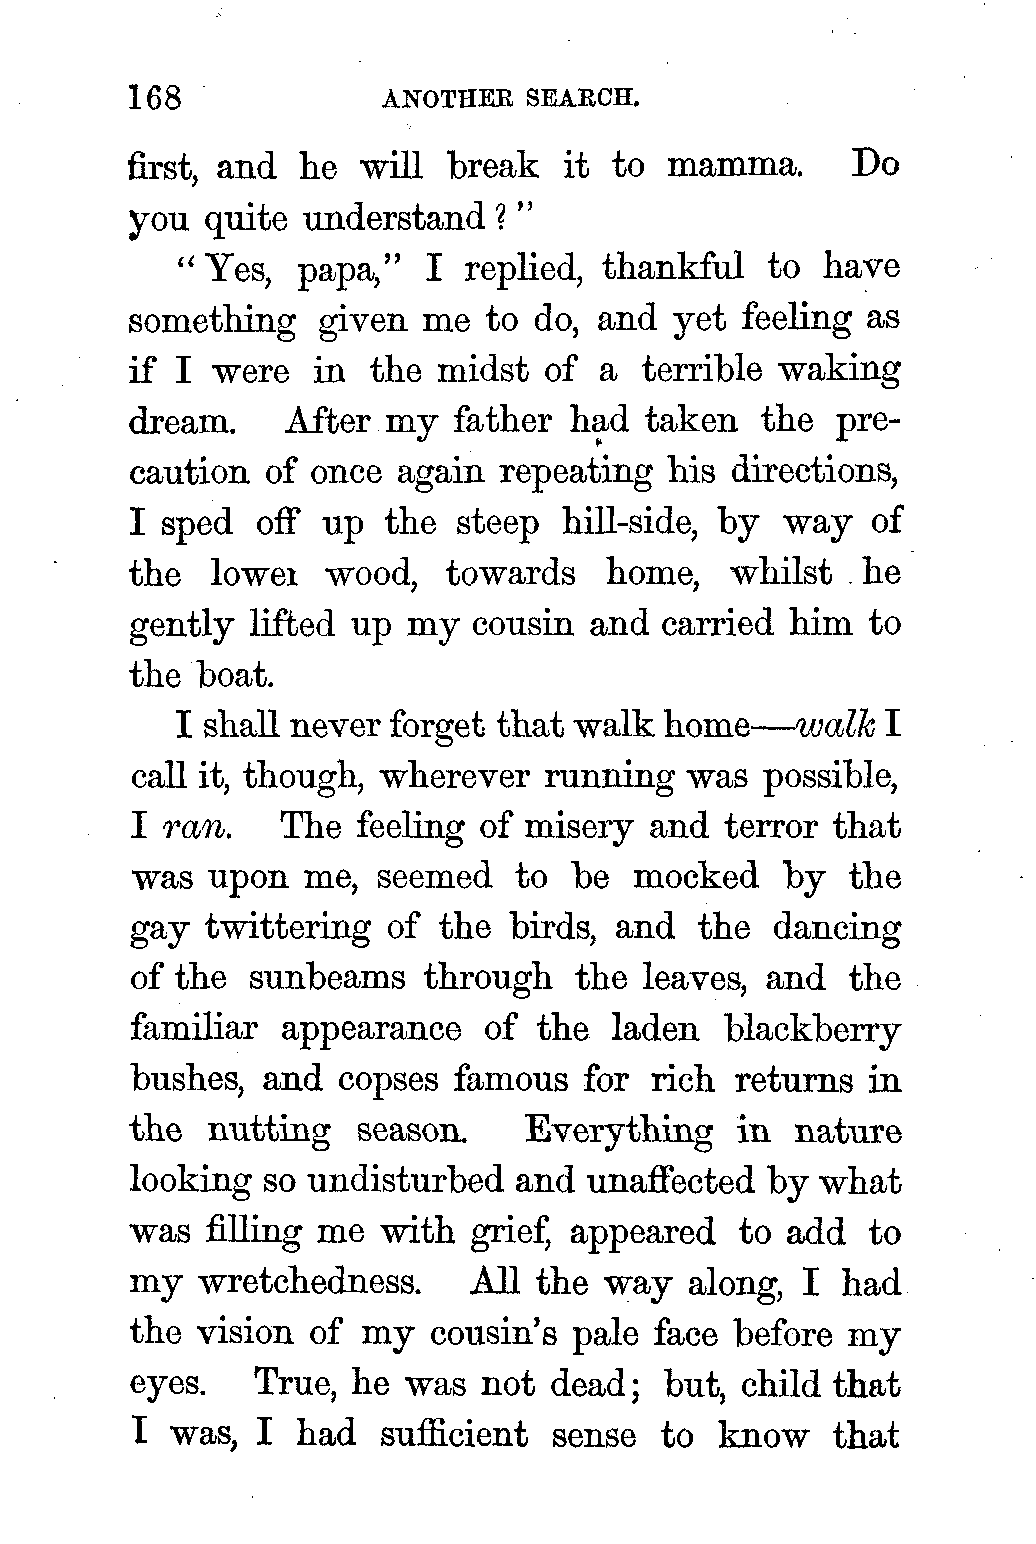 168 ANOTHER SEARCH.
first, and he will break it to mamma. Do
you quite understand?"
"Yes, papa," I replied, thankful to have
something given me to do, and yet feeling as
if I were in the midst of a terrible waking
dream. After my father had taken the pre-
caution of once again repeating his directions,
I sped off up the steep hill-side, by way of
the lower wood, towards home, whilst he
gently lifted up my cousin and carried him to
the boat.
I shall never forget that walk home—walk I
call it, though, wherever running was possible,
I ran. The feeling of misery and terror that
was upon me, seemed to be mocked by the
gay twittering of the birds, and the dancing
of the sunbeams through the leaves, and the
familiar appearance of the laden blackberry
bushes, and copses famous for rich returns in
the nutting season. Everything in nature
looking so undisturbed and unaffected by what
was filling me with grief, appeared to add to
my wretchedness. All the way along, I had
the vision of my cousin's pale face before my
eyes. True, he was not dead; but, child that
I was, I had sufficient sense to know that